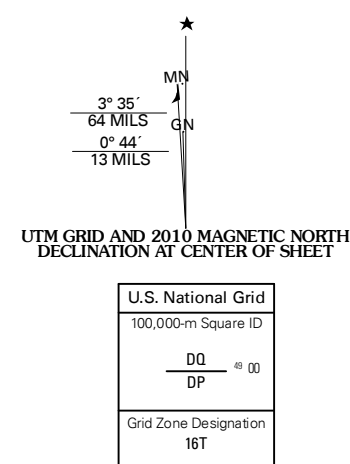 MN
3° 35´
64 MILS
GN
0° 44´
13 MILS
UTM GRID AND 2010 MAGNETIC NORTH
DECLINATION AT CENTER OF SHEET
U.S. National Grid
100,000-m Square ID
DQ
49 00
DP
Grid Zone Designation
16T